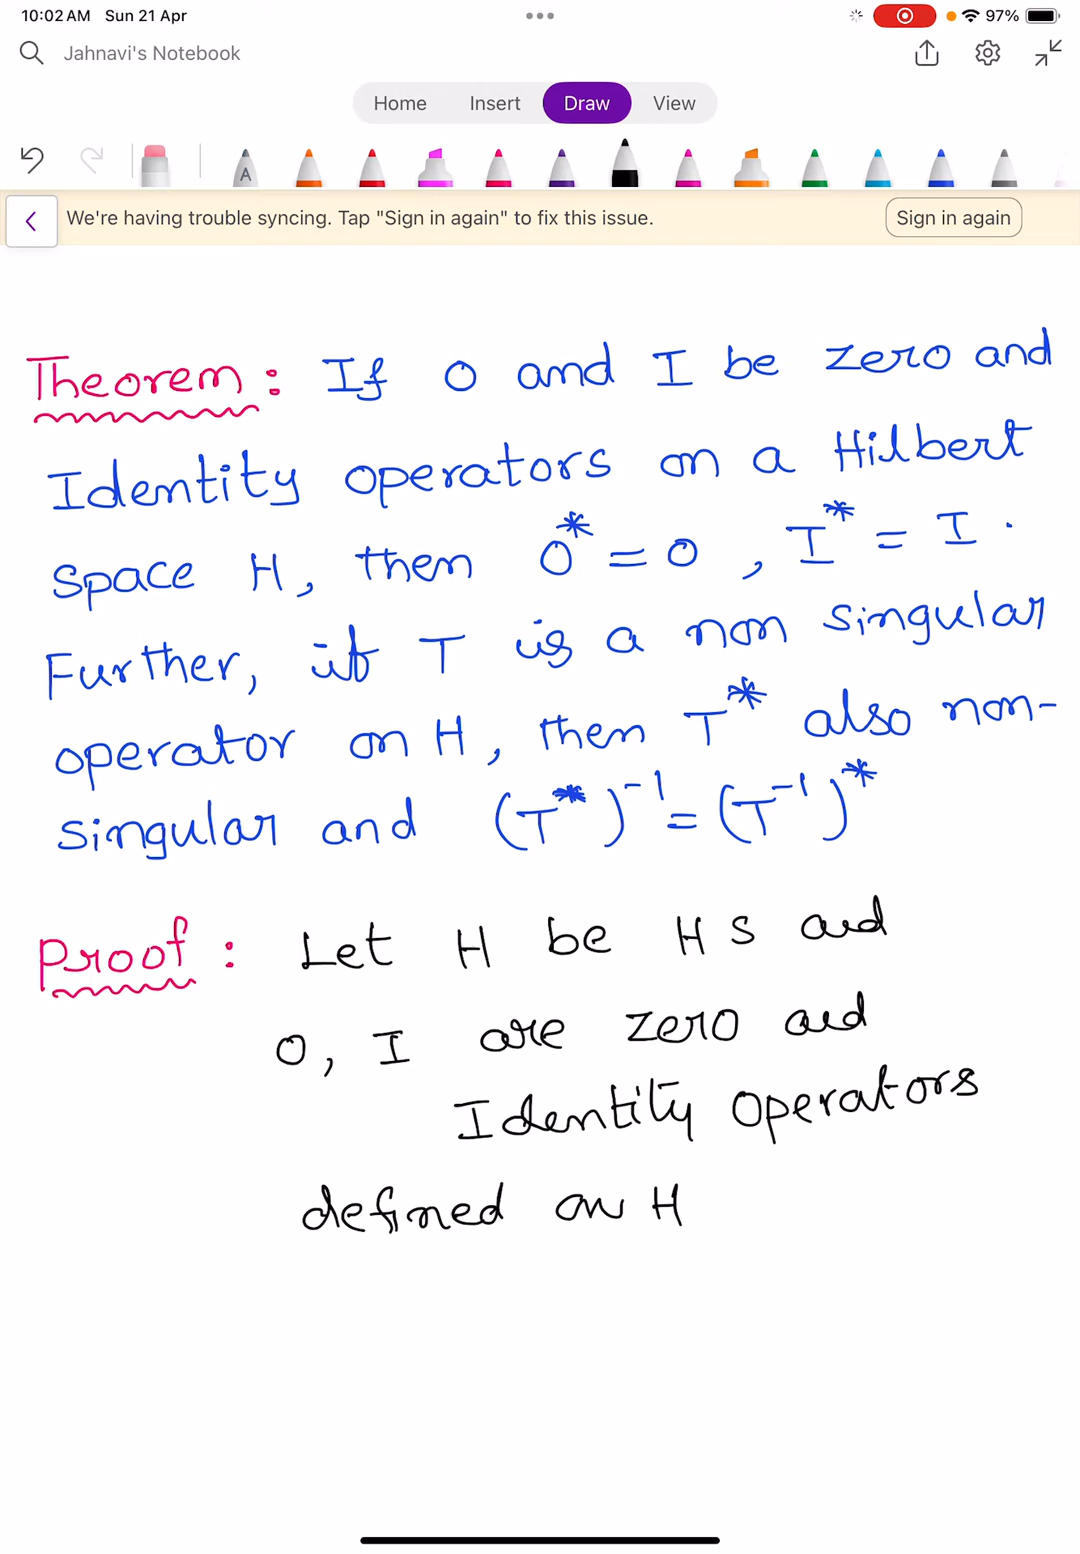 10:02 AM Sun 21 Apr 97%
Jahnavi's Notebook
Home Insert Draw View
A
We're having trouble syncing. Tap "Sign in again" to fix this issue. Sign in again
Theorem : If O and I be zero and
Identity operators on a Hilbert
space H, then O* = O , I* = I .
Further, if T is a non singular
operator on H, then T* also non-
singular and (T*)⁻¹ = (T⁻¹)*
Proof : Let H be H S and
O, I are zero and
Identity operators
defined on H